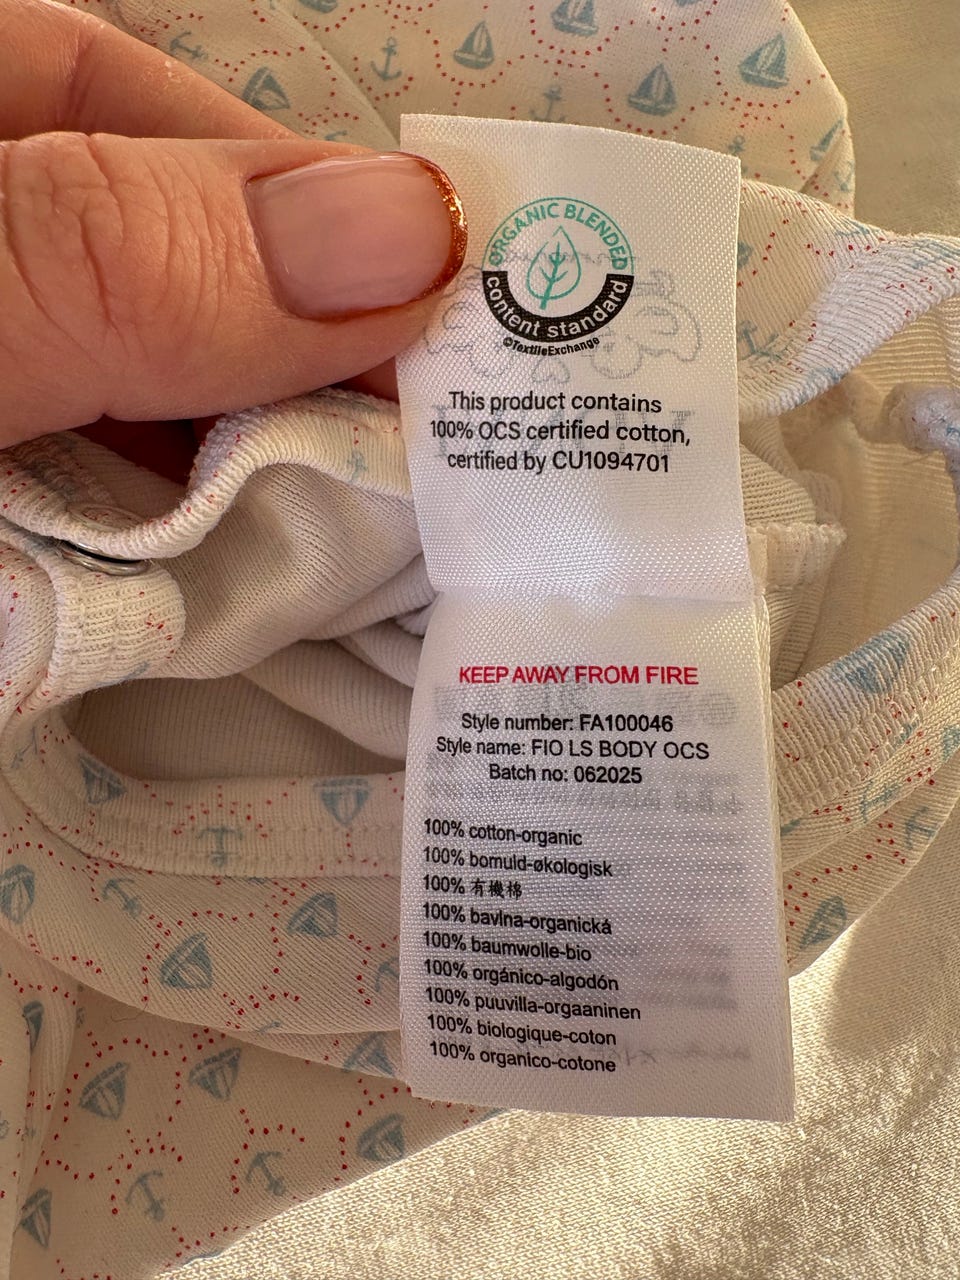 ORGANIC BLENDED
content standard
©TextileExchange
This product contains
100% OCS certified cotton,
certified by CU1094701
KEEP AWAY FROM FIRE
Style number: FA100046
Style name: FIO LS BODY OCS
Batch no: 062025
100% cotton-organic
100% bomuld-økologisk
100% 有機棉
100% bavlna-organická
100% baumwolle-bio
100% orgánico-algodón
100% puuvilla-orgaaninen
100% biologique-coton
100% organico-cotone